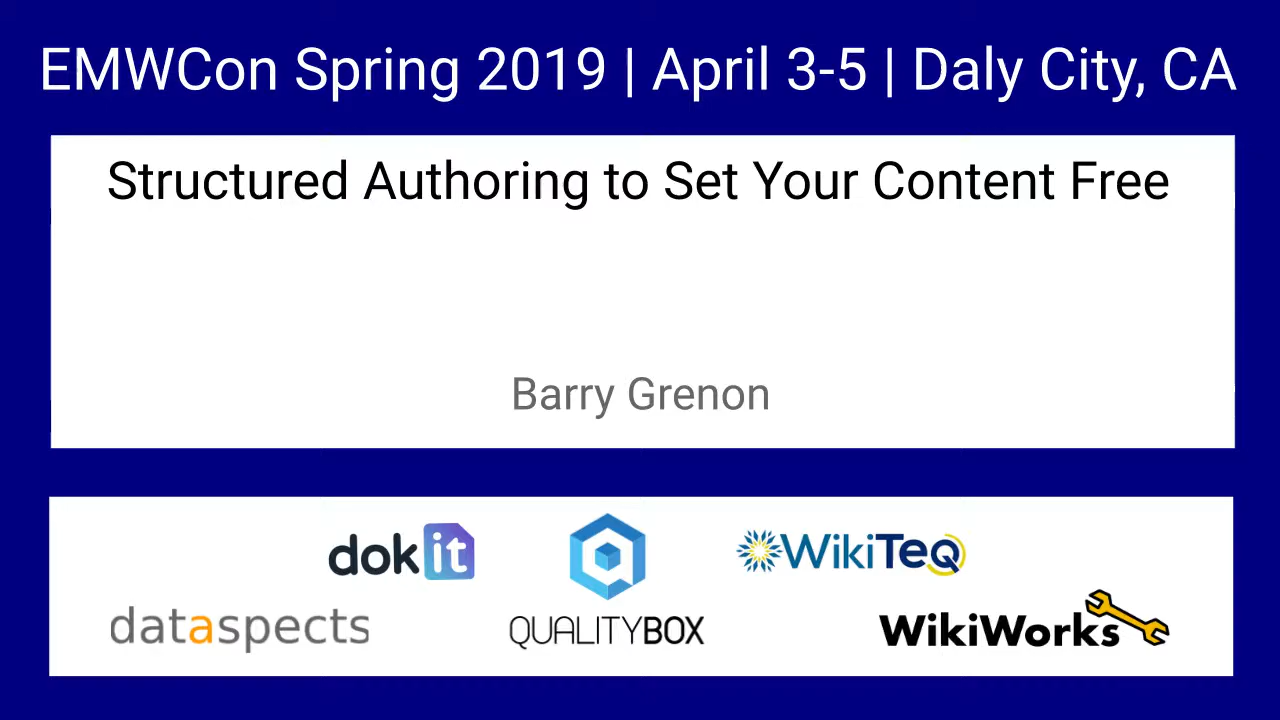 EMWCon Spring 2019 | April 3-5 | Daly City, CA
Structured Authoring to Set Your Content Free
Barry Grenon
dokit
WikiTeQ
dataspects
QUALITYBOX
WikiWorks